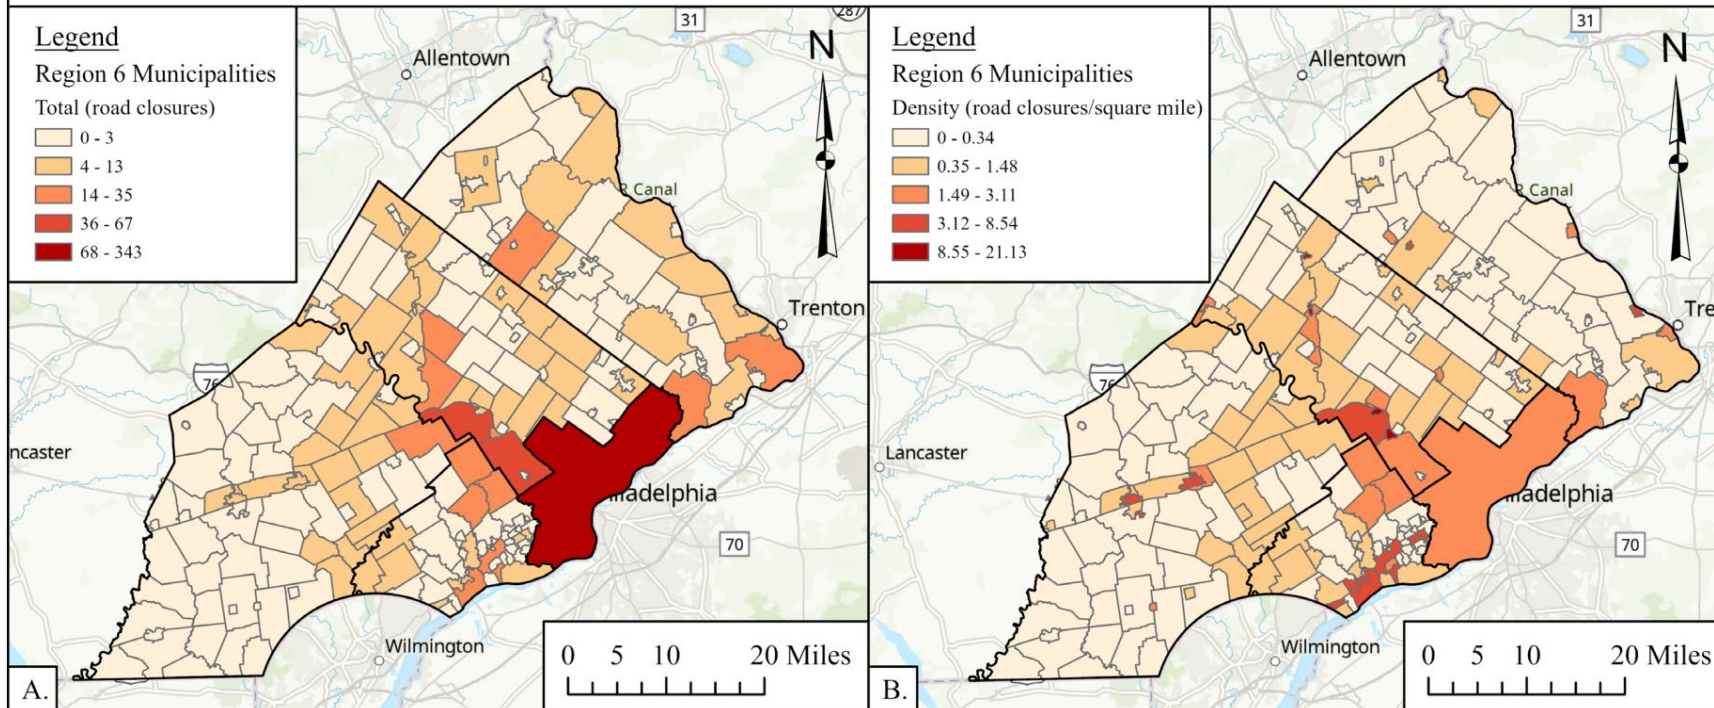 Legend
Region 6 Municipalities
Total (road closures)
0 - 3
4 - 13
14 - 35
36 - 67
68 - 343
31
287
Allentown
N
R Canal
Trenton
76
ncaster
iladelphia
70
Wilmington
0 5 10 20 Miles
A.
Legend
Region 6 Municipalities
Density (road closures/square mile)
0 - 0.34
0.35 - 1.48
1.49 - 3.11
3.12 - 8.54
8.55 - 21.13
31
Allentown
N
R Canal
Tre
76
Lancaster
iladelphia
70
Wilmington
0 5 10 20 Miles
B.